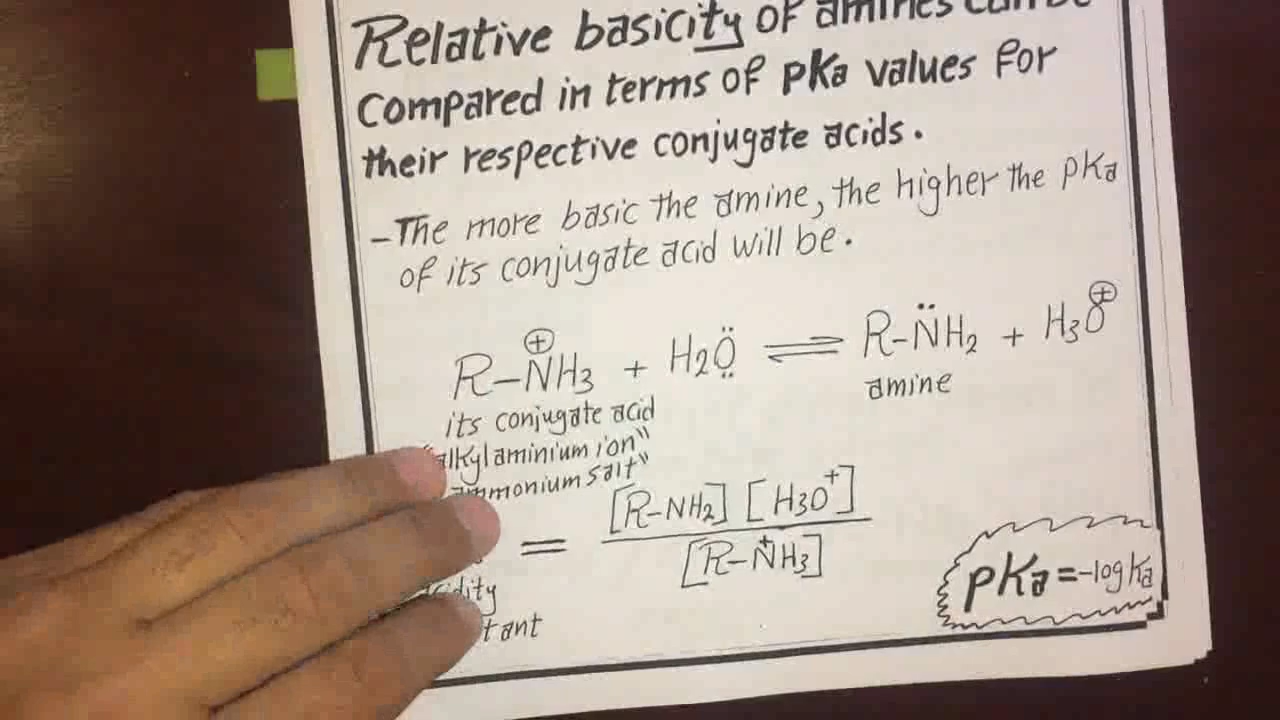 Relative basicity of amines can be
compared in terms of pKa values for
their respective conjugate acids.
- The more basic the amine, the higher the pKa
of its conjugate acid will be.
R-N⊕H3 + H2Ö ⇌ R-N̈H2 + H3O⊕
its conjugate acid
amine
"alkylaminium ion"
ammonium salt"
= [R-NH2] [H3O+] / [R-N+H3]
pKa = -log Ka